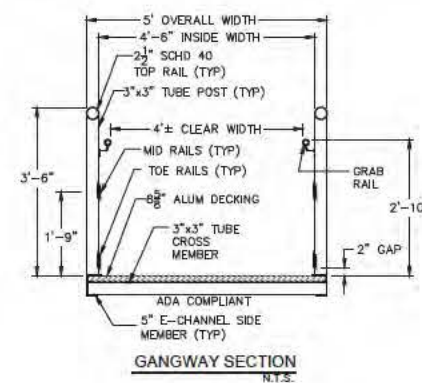 5' OVERALL WIDTH
4'-6" INSIDE WIDTH
2½" SCHD 40
TOP RAIL (TYP)
3"x3" TUBE POST (TYP)
4'± CLEAR WIDTH
3'-6"
MID RAILS (TYP)
GRAB
RAIL
TOE RAILS (TYP)
2'-10"
1'-9"
6⅝" ALUM DECKING
3"x3" TUBE
CROSS
MEMBER
2" GAP
ADA COMPLIANT
5" E-CHANNEL SIDE
MEMBER (TYP)
GANGWAY SECTION
N.T.S.